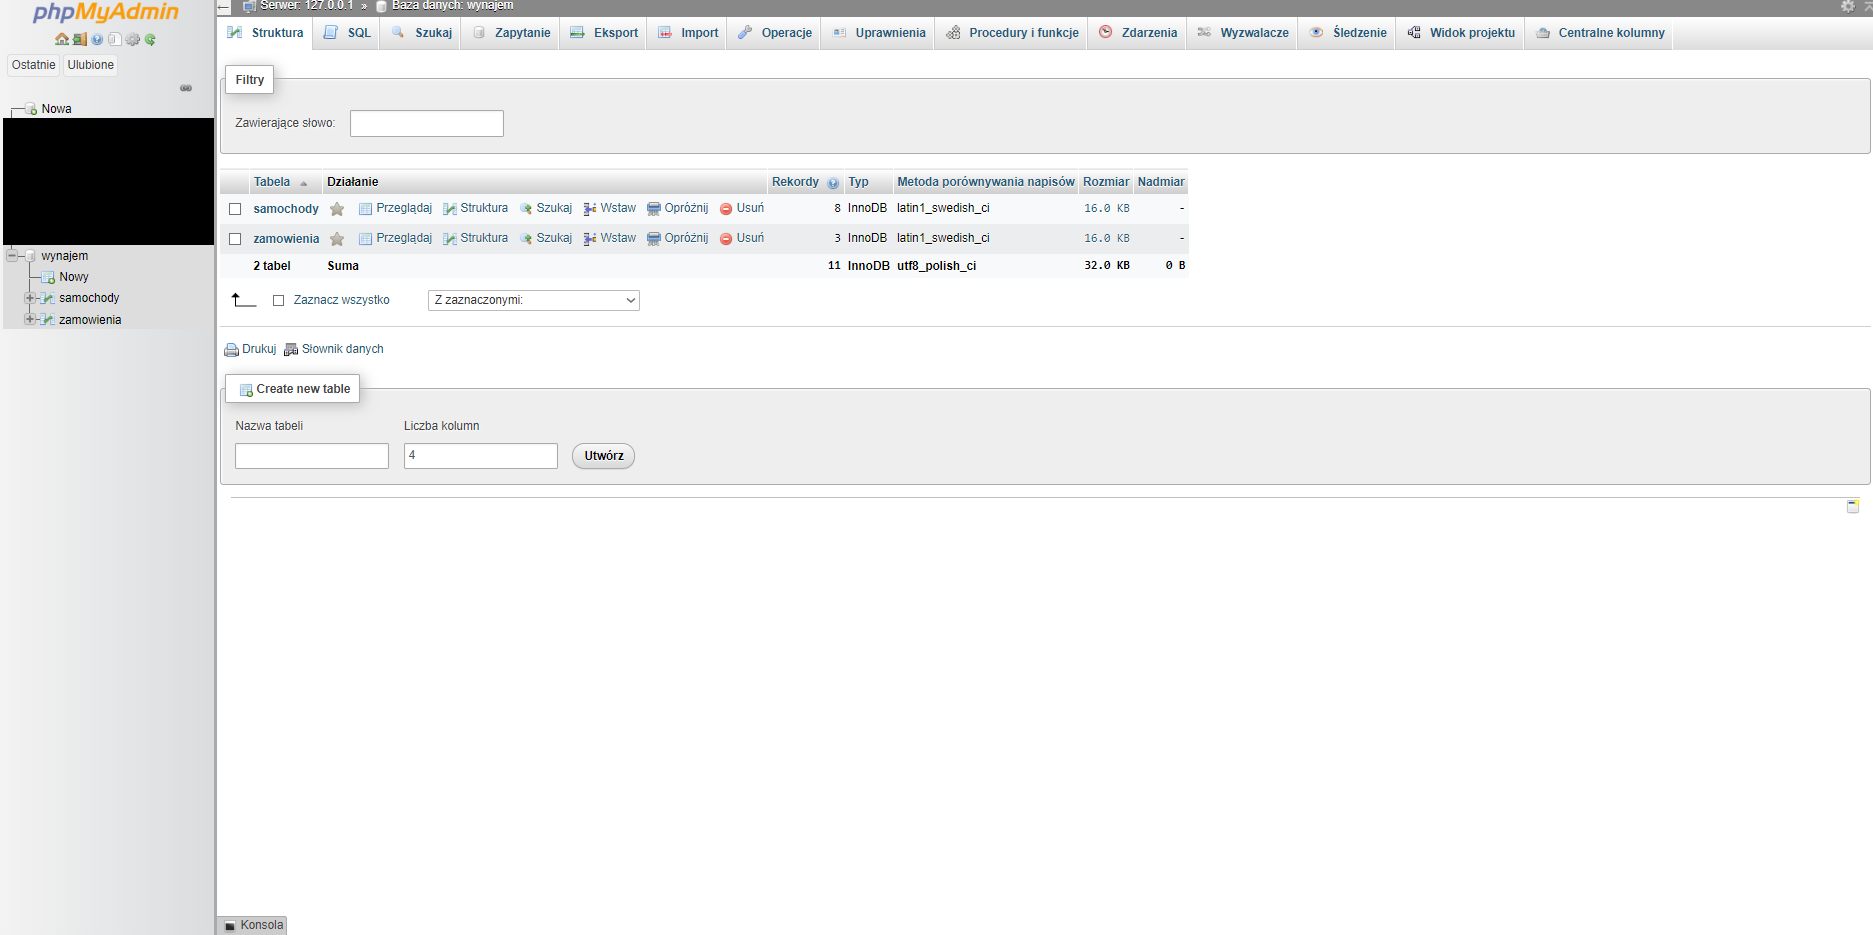 phpMyAdmin
Ostatnie Ulubione
Nowa
wynajem
Nowy
samochody
zamowienia
Serwer: 127.0.0.1 » Baza danych: wynajem
Struktura SQL Szukaj Zapytanie Eksport Import Operacje Uprawnienia Procedury i funkcje Zdarzenia Wyzwalacze Śledzenie Widok projektu Centralne kolumny
Filtry
Zawierające słowo:
Tabela Działanie Rekordy Typ Metoda porównywania napisów Rozmiar Nadmiar
samochody Przeglądaj Struktura Szukaj Wstaw Opróżnij Usuń 8 InnoDB latin1_swedish_ci 16.0 KB -
zamowienia Przeglądaj Struktura Szukaj Wstaw Opróżnij Usuń 3 InnoDB latin1_swedish_ci 16.0 KB -
2 tabel Suma 11 InnoDB utf8_polish_ci 32.0 KB 0 B
Zaznacz wszystko Z zaznaczonymi:
Drukuj Słownik danych
Create new table
Nazwa tabeli Liczba kolumn
4 Utwórz
Konsola